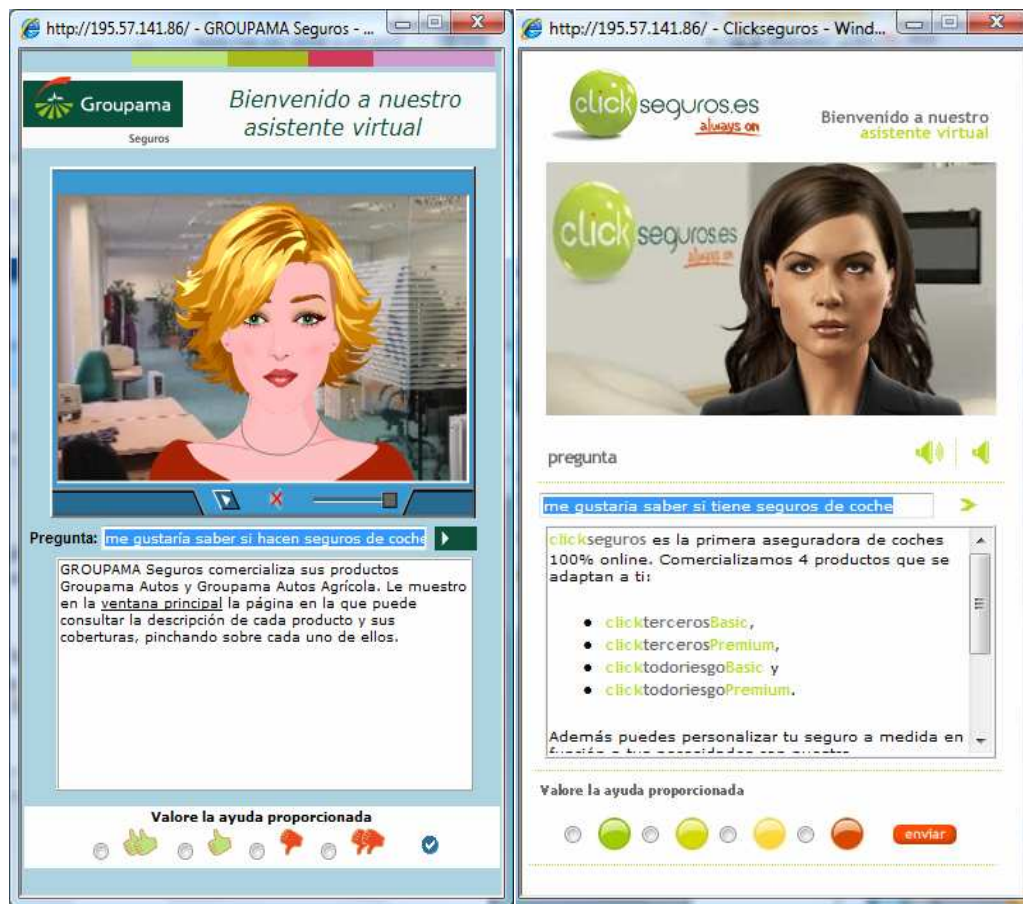 http://195.57.141.86/ - GROUPAMA Seguros - ...
Groupama
Seguros
Bienvenido a nuestro
asistente virtual
Pregunta: me gustaría saber si hacen seguros de coche
GROUPAMA Seguros comercializa sus productos
Groupama Autos y Groupama Autos Agrícola. Le muestro
en la ventana principal la página en la que puede
consultar la descripción de cada producto y sus
coberturas, pinchando sobre cada uno de ellos.
Valore la ayuda proporcionada
http://195.57.141.86/ - Clickseguros - Wind...
clickseguros.es
always on
Bienvenido a nuestro
asistente virtual
click seguros.es
always on
pregunta
me gustaria saber si tiene seguros de coche
clickseguros es la primera aseguradora de coches
100% online. Comercializamos 4 productos que se
adaptan a ti:
• clicktercerosBasic,
• clicktercerosPremium,
• clicktodoriesgoBasic y
• clicktodoriesgoPremium.
Además puedes personalizar tu seguro a medida en
función a tus necesidades con nuestro
Valore la ayuda proporcionada
enviar